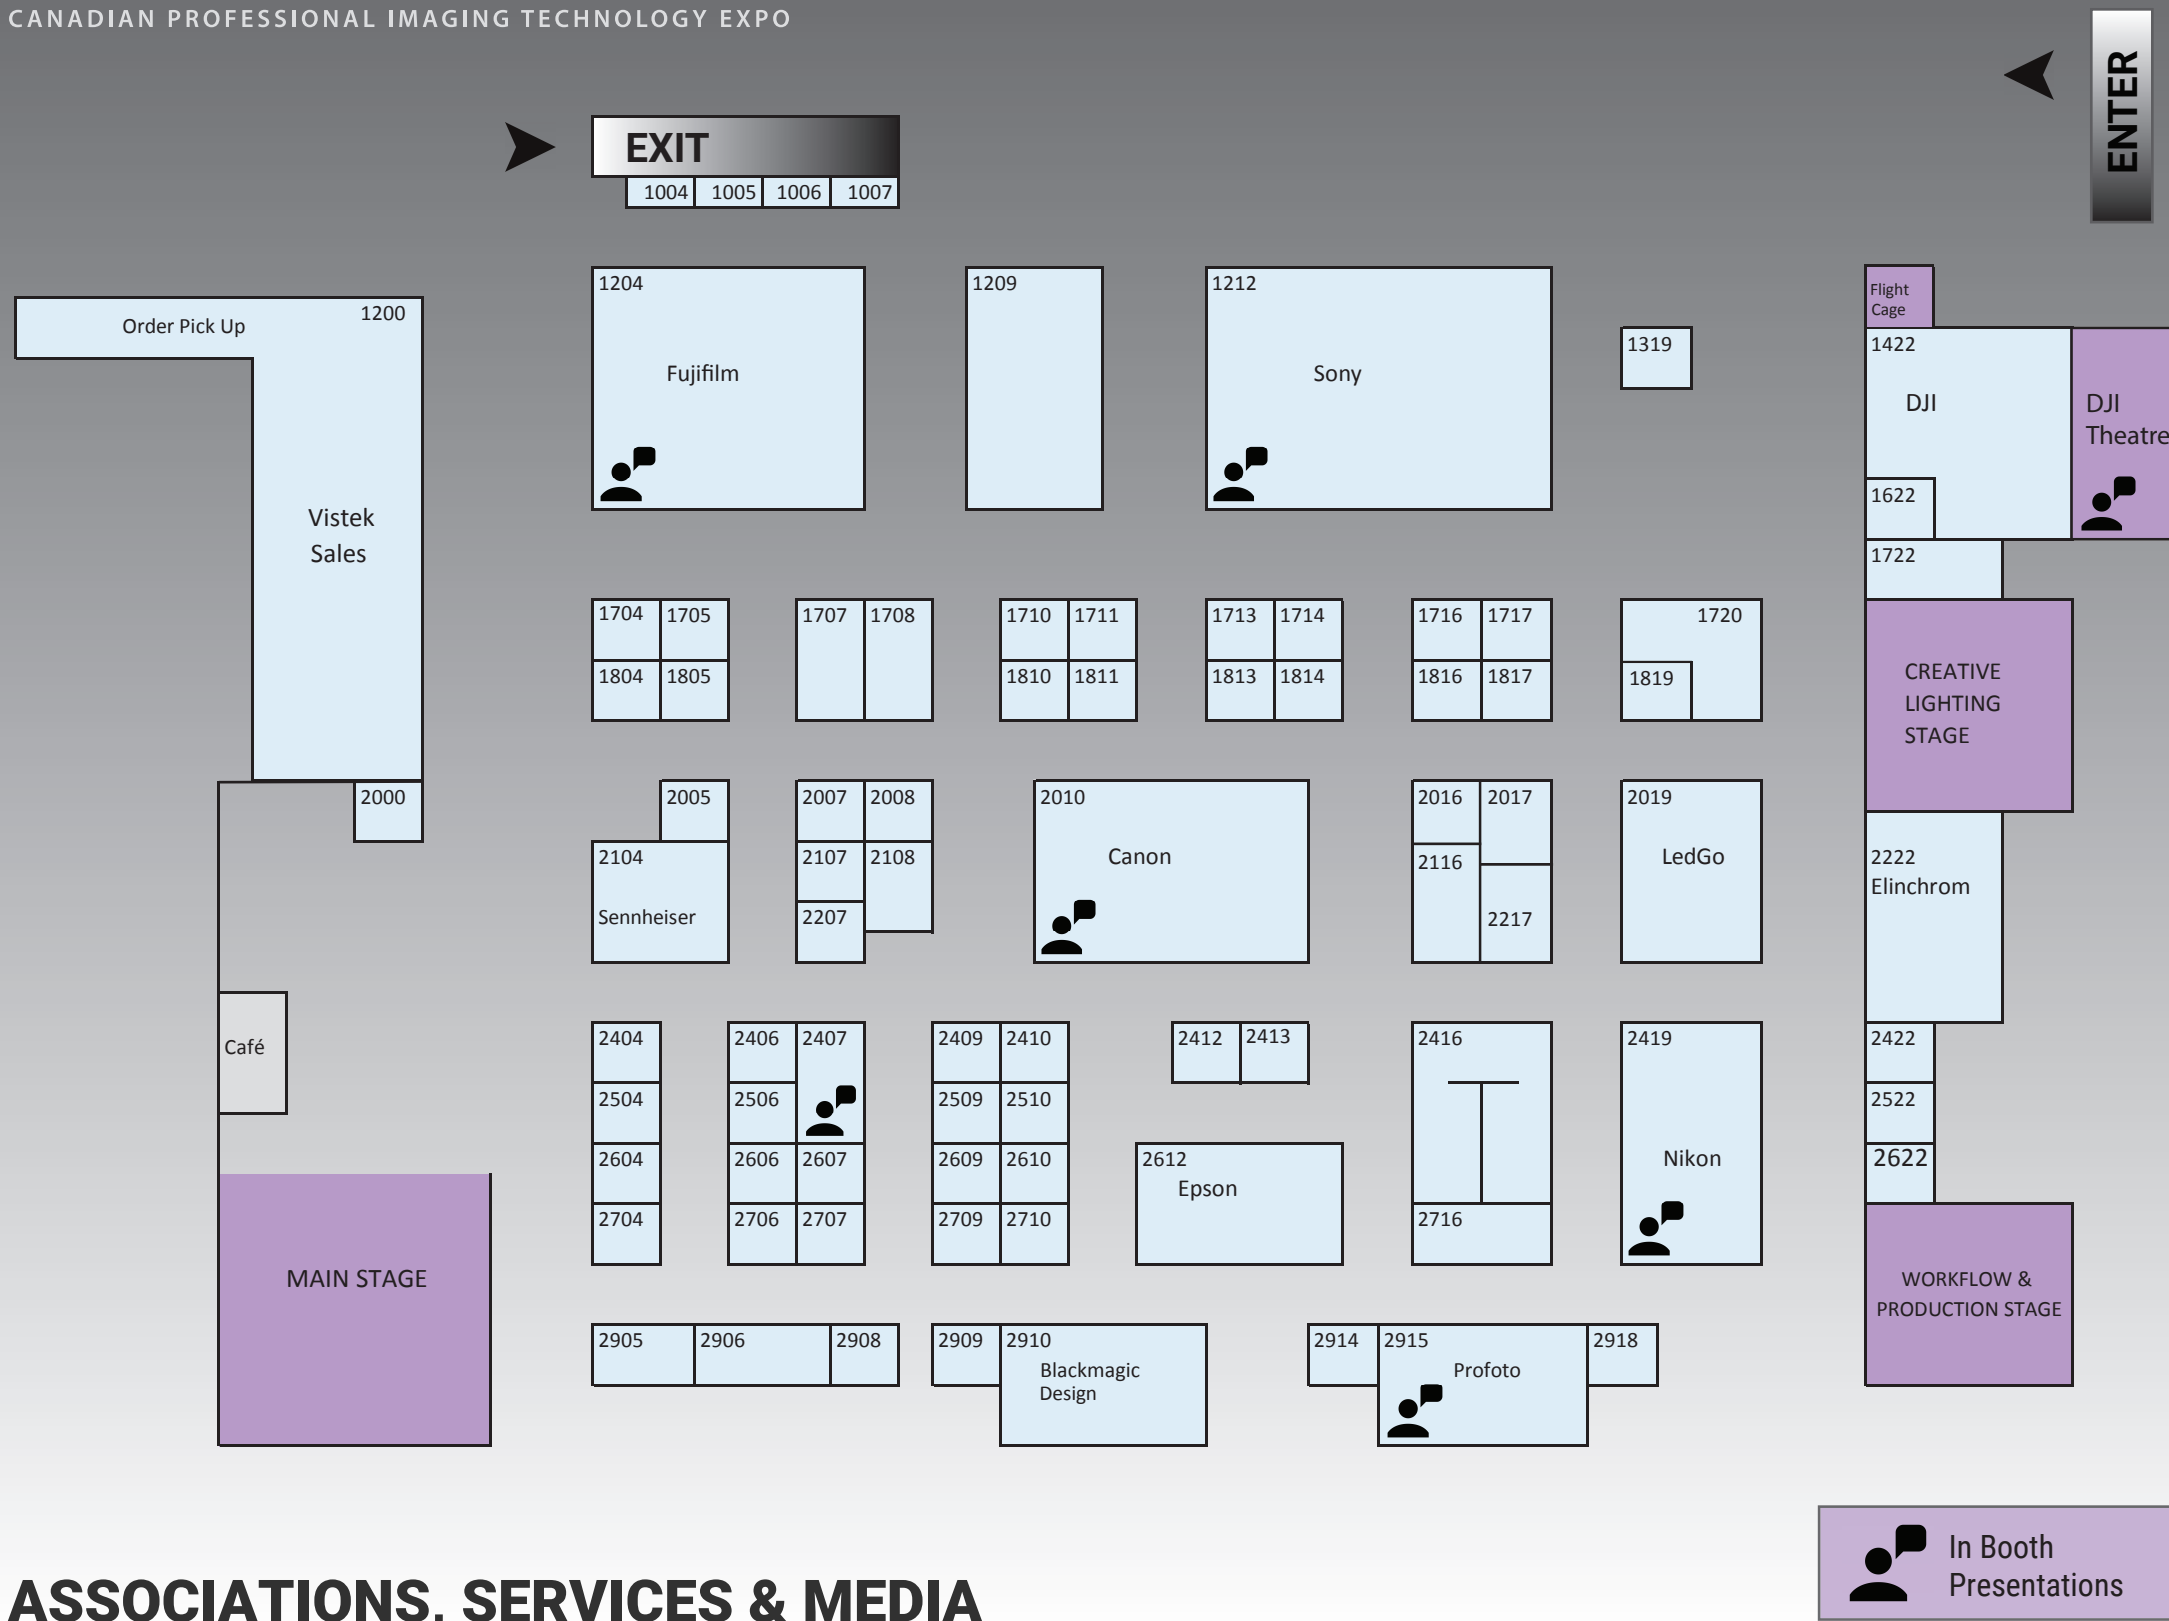 CANADIAN PROFESSIONAL IMAGING TECHNOLOGY EXPO
ENTER
EXIT
1004 1005 1006 1007
1204
Fujifilm
1209
1212
Sony
1319
Flight
Cage
1422
DJI
DJI
Theatre
1622
1722
Order Pick Up
1200
Vistek
Sales
1704 1705
1804 1805
1707 1708
1710 1711
1810 1811
1713 1714
1813 1814
1716 1717
1816 1817
1720
1819
CREATIVE
LIGHTING
STAGE
2000
2005
2104
Sennheiser
2007 2008
2107 2108
2207
2010
Canon
2016 2017
2116
2217
2019
LedGo
2222
Elinchrom
Café
2404
2504
2604
2704
2406 2407
2506
2606 2607
2706 2707
2409 2410
2509 2510
2609 2610
2709 2710
2412 2413
2612
Epson
2416
2716
2419
Nikon
2422
2522
2622
MAIN STAGE
WORKFLOW &
PRODUCTION STAGE
2905 2906 2908
2909 2910
Blackmagic
Design
2914 2915 2918
Profoto
In Booth
Presentations
ASSOCIATIONS, SERVICES & MEDIA